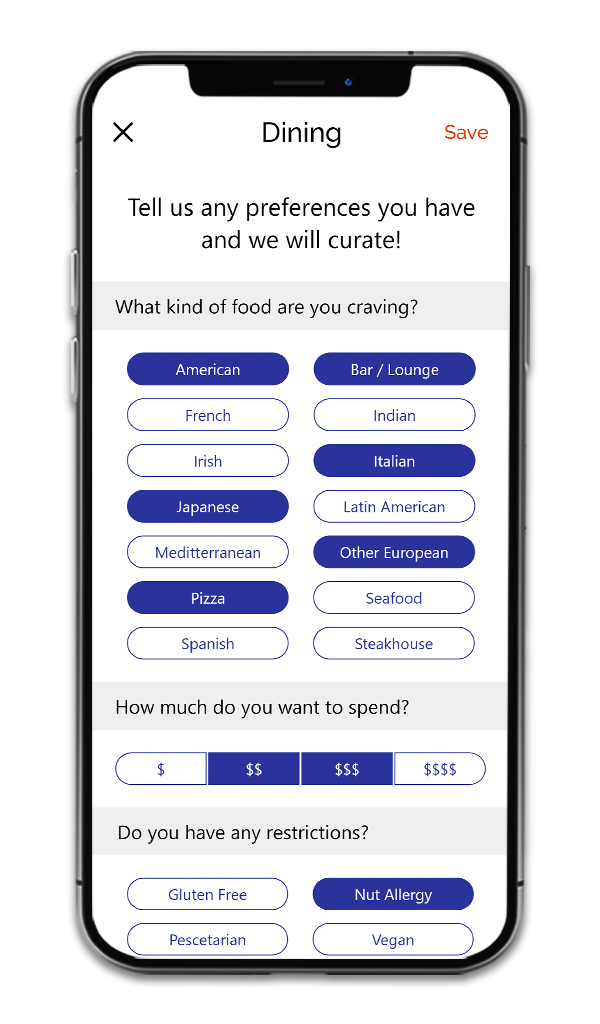 Dining
Save
Tell us any preferences you have
and we will curate!
What kind of food are you craving?
American
Bar / Lounge
French
Indian
Irish
Italian
Japanese
Latin American
Meditterranean
Other European
Pizza
Seafood
Spanish
Steakhouse
How much do you want to spend?
$
$$
$$$
$$$$
Do you have any restrictions?
Gluten Free
Nut Allergy
Pescetarian
Vegan